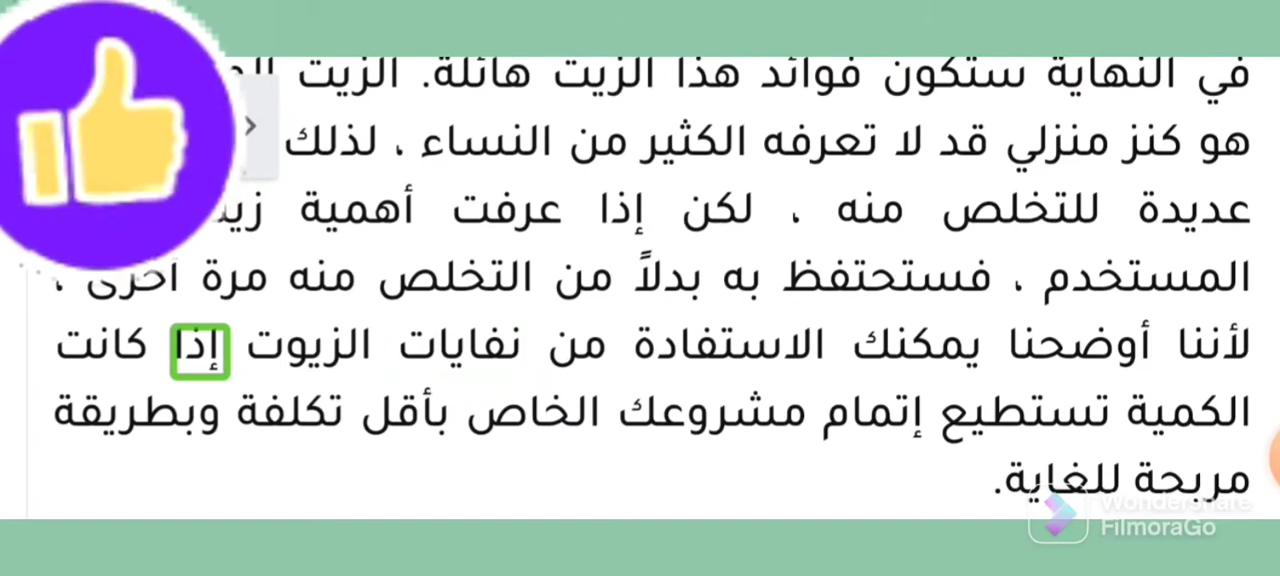 في النهاية ستكون فوائد هذا الزيت هائلة. الزيت
هو كنز منزلي قد لا تعرفه الكثير من النساء ، لذلك
عديدة للتخلص منه ، لكن إذا عرفت أهمية
المستخدم ، فستحتفظ به بدلاً من التخلص منه مرة أخرى ،
لأننا أوضحنا يمكنك الاستفادة من نفايات الزيوت إذا كانت
الكمية تستطيع إتمام مشروعك الخاص بأقل تكلفة وبطريقة
مريحة للغاية.
Wondershare
FilmoraGo